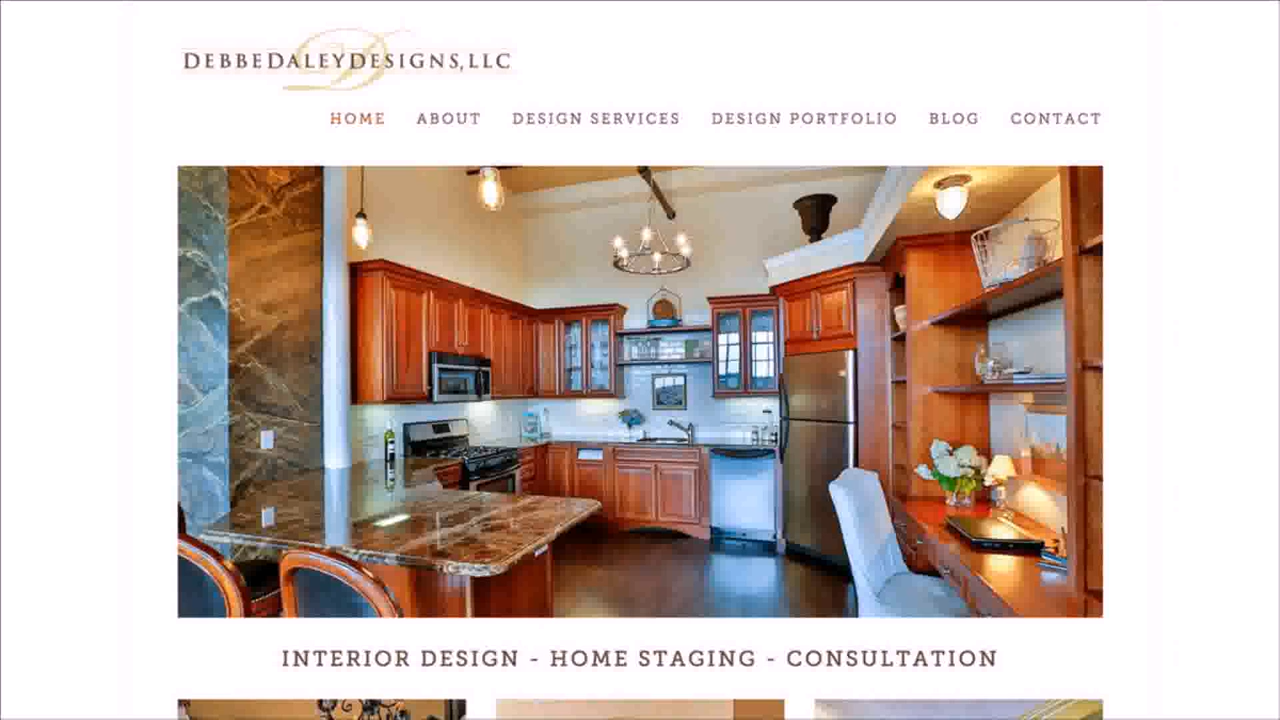 DEBBEDALEYDESIGNS, LLC
HOME ABOUT DESIGN SERVICES DESIGN PORTFOLIO BLOG CONTACT
INTERIOR DESIGN - HOME STAGING - CONSULTATION